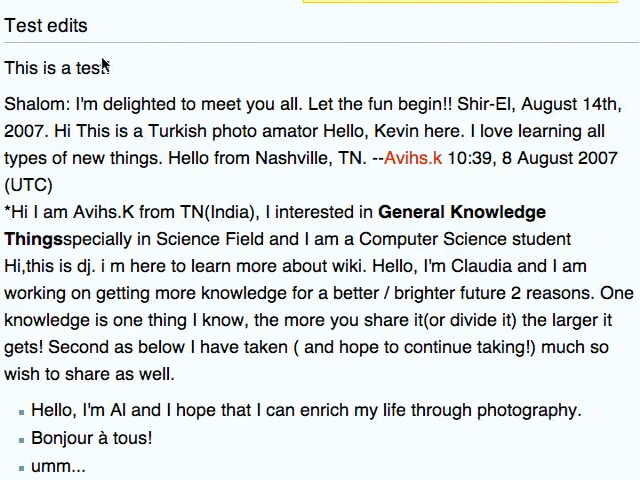 Test edits
This is a test
Shalom: I'm delighted to meet you all. Let the fun begin!! Shir-El, August 14th,
2007. Hi This is a Turkish photo amator Hello, Kevin here. I love learning all
types of new things. Hello from Nashville, TN. --Avihs.k 10:39, 8 August 2007
(UTC)
*Hi I am Avihs.K from TN(India), I interested in General Knowledge
Thingsspecially in Science Field and I am a Computer Science student
Hi,this is dj. i m here to learn more about wiki. Hello, I'm Claudia and I am
working on getting more knowledge for a better / brighter future 2 reasons. One
knowledge is one thing I know, the more you share it(or divide it) the larger it
gets! Second as below I have taken ( and hope to continue taking!) much so
wish to share as well.
Hello, I'm Al and I hope that I can enrich my life through photography.
Bonjour à tous!
umm...